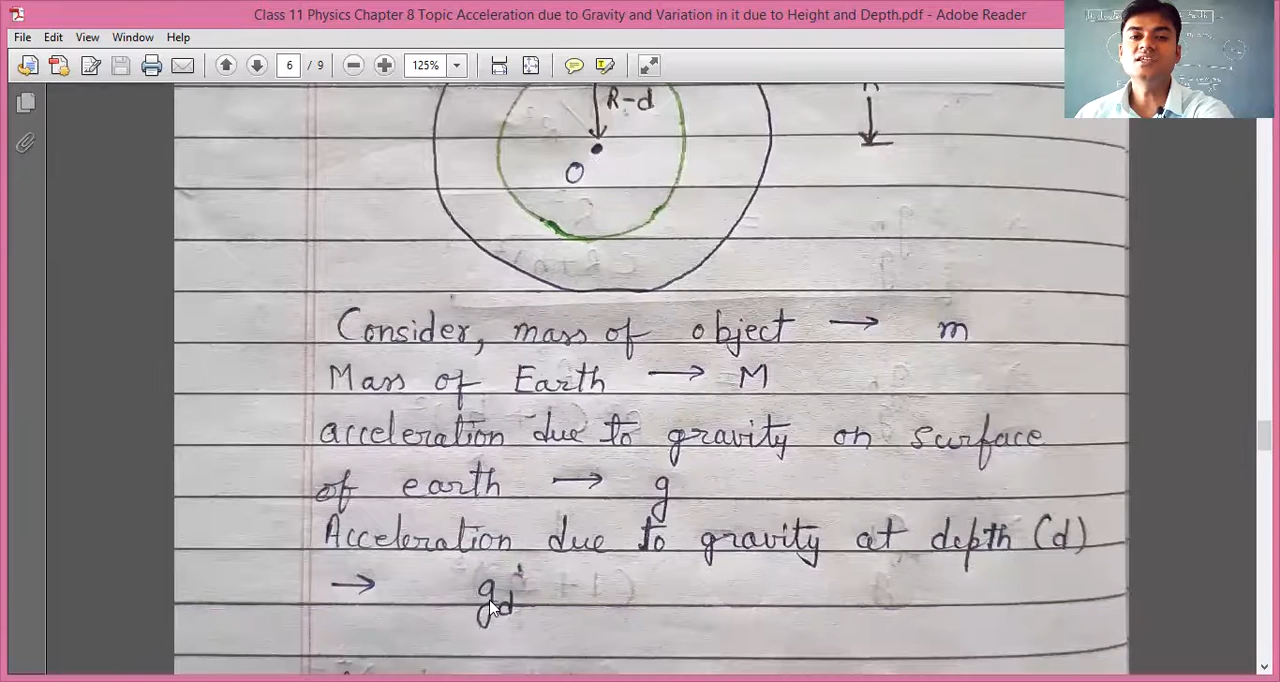 Class 11 Physics Chapter 8 Topic Acceleration due to Gravity and Variation in it due to Height and Depth.pdf - Adobe Reader
File Edit View Window Help
6 / 9 125%
R-d
O
Consider, mass of object → m
Mass of Earth → M
acceleration due to gravity on surface
of earth → g
Acceleration due to gravity at depth (d)
→ gd